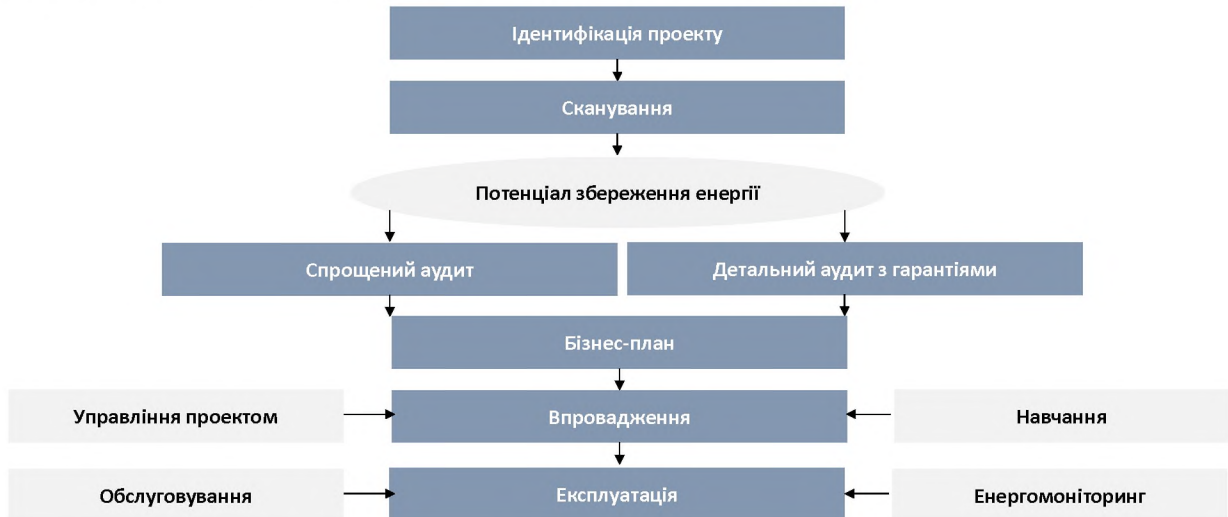 Ідентифікація проекту
Сканування
Потенціал збереження енергії
Спрощений аудит
Детальний аудит з гарантіями
Бізнес-план
Управління проектом
Впровадження
Навчання
Обслуговування
Експлуатація
Енергомоніторинг